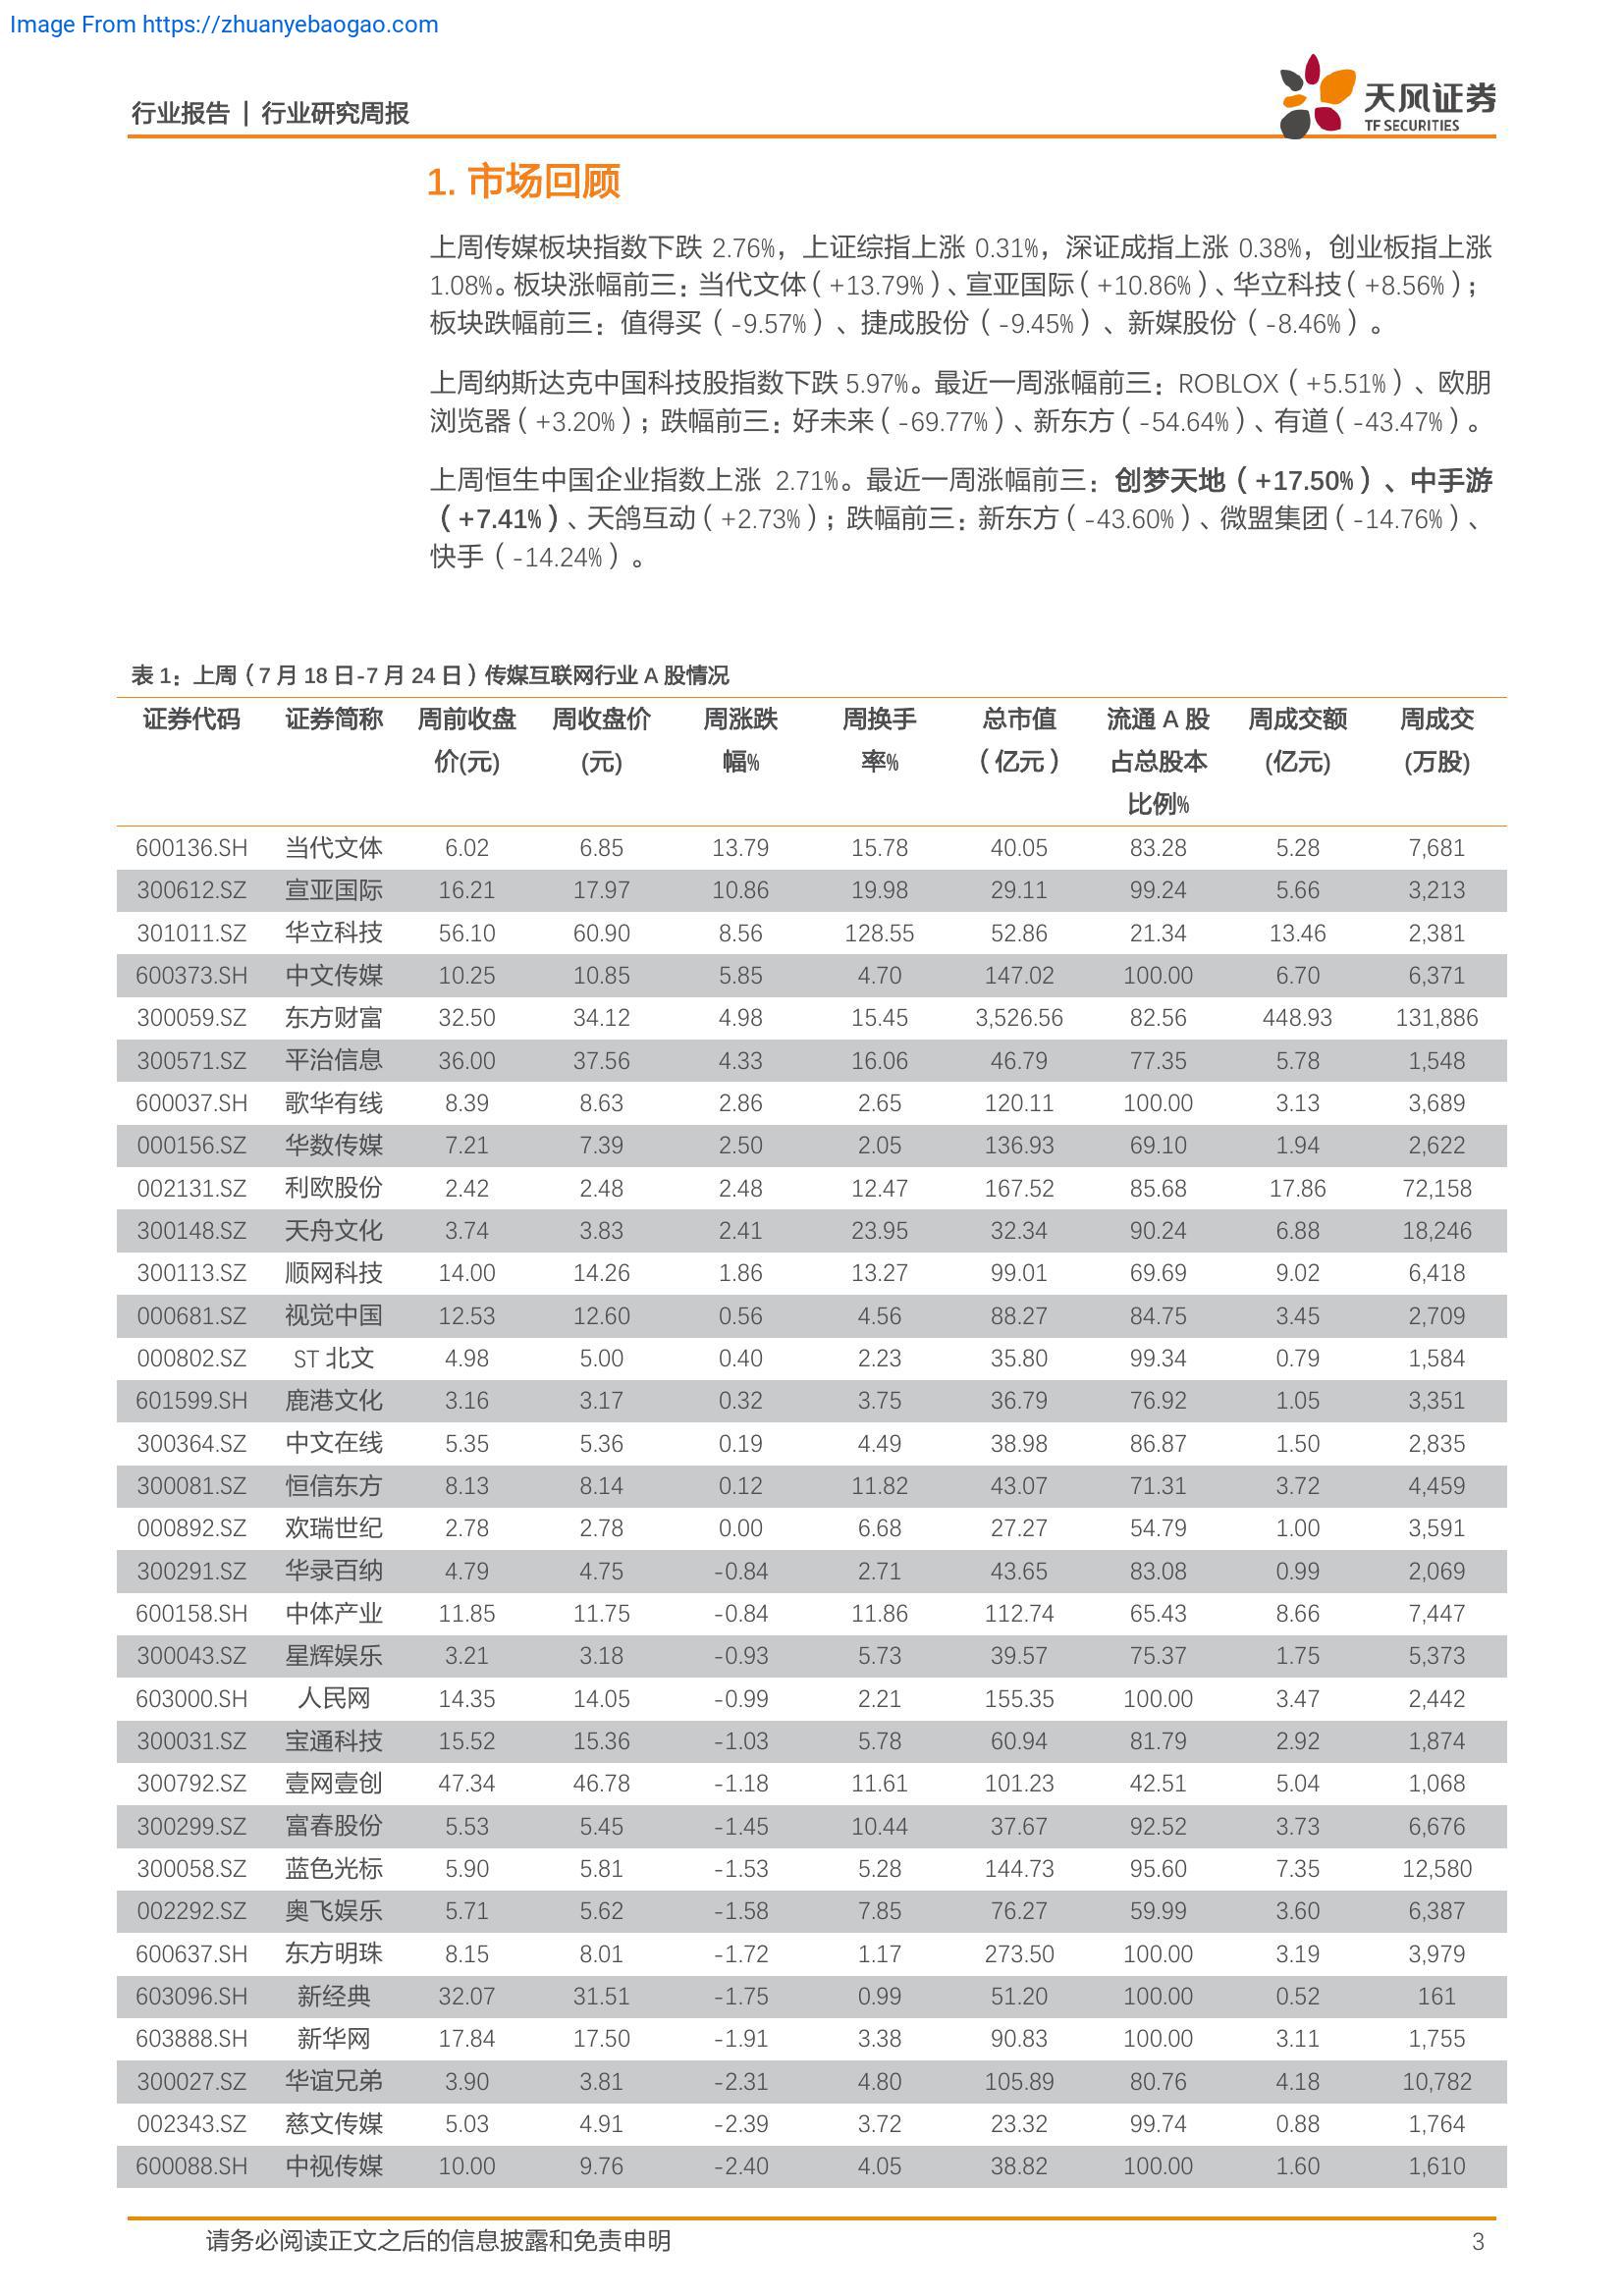 Image From https://zhuanyebaogao.com
行业报告 | 行业研究周报
天风证券
TF SECURITIES
1. 市场回顾
上周传媒板块指数下跌 2.76%，上证综指上涨 0.31%，深证成指上涨 0.38%，创业板指上涨
1.08%。板块涨幅前三：当代文体（+13.79%）、宣亚国际（+10.86%）、华立科技（+8.56%）；
板块跌幅前三：值得买（-9.57%）、捷成股份（-9.45%）、新媒股份（-8.46%）。
上周纳斯达克中国科技股指数下跌 5.97%。最近一周涨幅前三：ROBLOX（+5.51%）、欧朋
浏览器（+3.20%）；跌幅前三：好未来（-69.77%）、新东方（-54.64%）、有道（-43.47%）。
上周恒生中国企业指数上涨 2.71%。最近一周涨幅前三：创梦天地（+17.50%）、中手游
（+7.41%）、天鸽互动（+2.73%）；跌幅前三：新东方（-43.60%）、微盟集团（-14.76%）、
快手（-14.24%）。
表 1：上周（7 月 18 日-7 月 24 日）传媒互联网行业 A 股情况
证券代码 证券简称 周前收盘 周收盘价 周涨跌 周换手 总市值 流通 A 股 周成交额 周成交
价(元) (元) 幅% 率% （亿元） 占总股本 (亿元) (万股)
比例%
600136.SH 当代文体 6.02 6.85 13.79 15.78 40.05 83.28 5.28 7,681
300612.SZ 宣亚国际 16.21 17.97 10.86 19.98 29.11 99.24 5.66 3,213
301011.SZ 华立科技 56.10 60.90 8.56 128.55 52.86 21.34 13.46 2,381
600373.SH 中文传媒 10.25 10.85 5.85 4.70 147.02 100.00 6.70 6,371
300059.SZ 东方财富 32.50 34.12 4.98 15.45 3,526.56 82.56 448.93 131,886
300571.SZ 平治信息 36.00 37.56 4.33 16.06 46.79 77.35 5.78 1,548
600037.SH 歌华有线 8.39 8.63 2.86 2.65 120.11 100.00 3.13 3,689
000156.SZ 华数传媒 7.21 7.39 2.50 2.05 136.93 69.10 1.94 2,622
002131.SZ 利欧股份 2.42 2.48 2.48 12.47 167.52 85.68 17.86 72,158
300148.SZ 天舟文化 3.74 3.83 2.41 23.95 32.34 90.24 6.88 18,246
300113.SZ 顺网科技 14.00 14.26 1.86 13.27 99.01 69.69 9.02 6,418
000681.SZ 视觉中国 12.53 12.60 0.56 4.56 88.27 84.75 3.45 2,709
000802.SZ ST 北文 4.98 5.00 0.40 2.23 35.80 99.34 0.79 1,584
601599.SH 鹿港文化 3.16 3.17 0.32 3.75 36.79 76.92 1.05 3,351
300364.SZ 中文在线 5.35 5.36 0.19 4.49 38.98 86.87 1.50 2,835
300081.SZ 恒信东方 8.13 8.14 0.12 11.82 43.07 71.31 3.72 4,459
000892.SZ 欢瑞世纪 2.78 2.78 0.00 6.68 27.27 54.79 1.00 3,591
300291.SZ 华录百纳 4.79 4.75 -0.84 2.71 43.65 83.08 0.99 2,069
600158.SH 中体产业 11.85 11.75 -0.84 11.86 112.74 65.43 8.66 7,447
300043.SZ 星辉娱乐 3.21 3.18 -0.93 5.73 39.57 75.37 1.75 5,373
603000.SH 人民网 14.35 14.05 -0.99 2.21 155.35 100.00 3.47 2,442
300031.SZ 宝通科技 15.52 15.36 -1.03 5.78 60.94 81.79 2.92 1,874
300792.SZ 壹网壹创 47.34 46.78 -1.18 11.61 101.23 42.51 5.04 1,068
300299.SZ 富春股份 5.53 5.45 -1.45 10.44 37.67 92.52 3.73 6,676
300058.SZ 蓝色光标 5.90 5.81 -1.53 5.28 144.73 95.60 7.35 12,580
002292.SZ 奥飞娱乐 5.71 5.62 -1.58 7.85 76.27 59.99 3.60 6,387
600637.SH 东方明珠 8.15 8.01 -1.72 1.17 273.50 100.00 3.19 3,979
603096.SH 新经典 32.07 31.51 -1.75 0.99 51.20 100.00 0.52 161
603888.SH 新华网 17.84 17.50 -1.91 3.38 90.83 100.00 3.11 1,755
300027.SZ 华谊兄弟 3.90 3.81 -2.31 4.80 105.89 80.76 4.18 10,782
002343.SZ 慈文传媒 5.03 4.91 -2.39 3.72 23.32 99.74 0.88 1,764
600088.SH 中视传媒 10.00 9.76 -2.40 4.05 38.82 100.00 1.60 1,610
请务必阅读正文之后的信息披露和免责申明 3